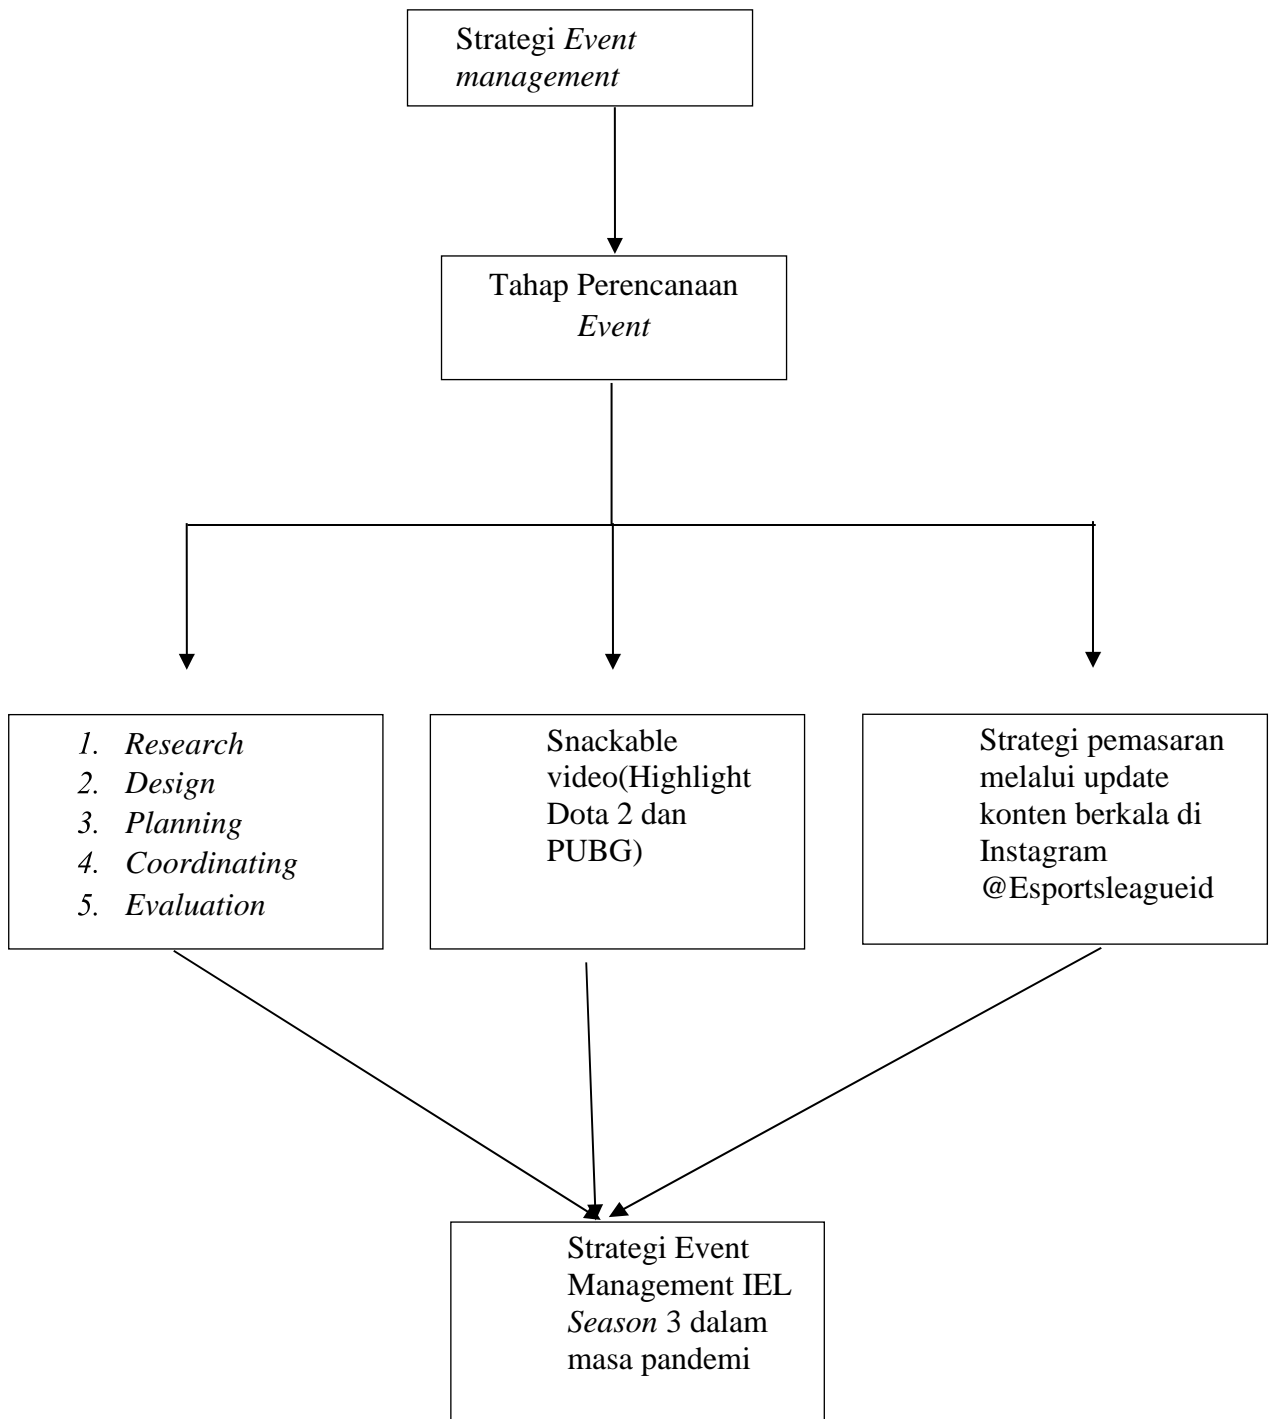 Strategi Event
management
Tahap Perencanaan
Event
1. Research
2. Design
3. Planning
4. Coordinating
5. Evaluation
Snackable
video(Highlight
Dota 2 dan
PUBG)
Strategi pemasaran
melalui update
konten berkala di
Instagram
@Esportsleagueid
Strategi Event
Management IEL
Season 3 dalam
masa pandemi